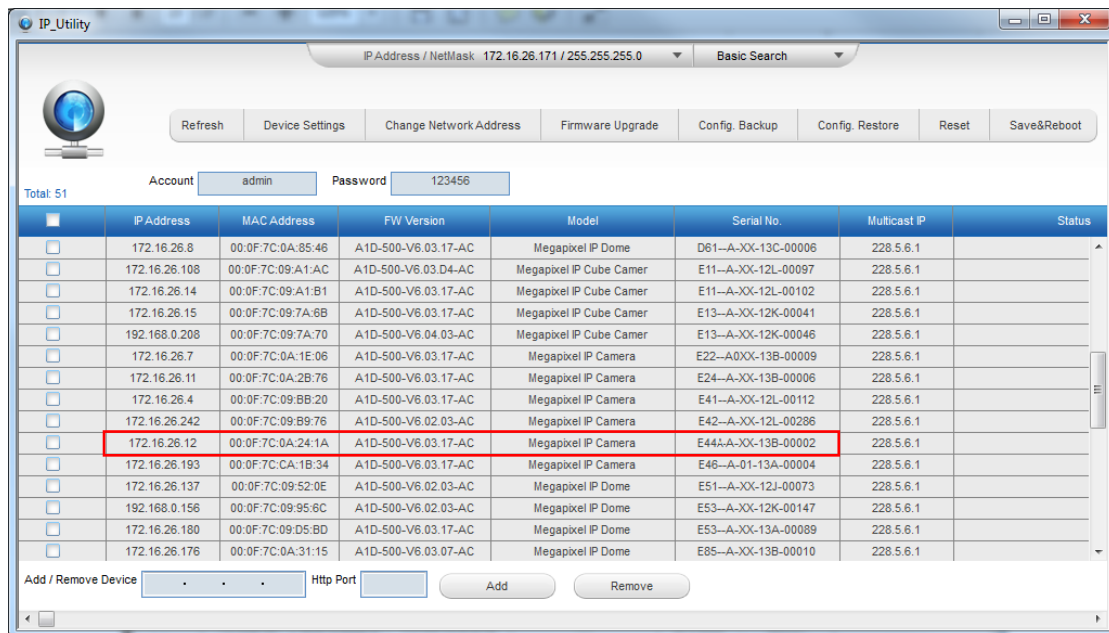 IP_Utility
IP Address / NetMask 172.16.26.171 / 255.255.255.0 Basic Search
Refresh Device Settings Change Network Address Firmware Upgrade Config. Backup Config. Restore Reset Save&Reboot
Account admin Password 123456
Total: 51
IP Address MAC Address FW Version Model Serial No. Multicast IP Status
172.16.26.8 00:0F:7C:0A:85:46 A1D-500-V6.03.17-AC Megapixel IP Dome D61--A-XX-13C-00006 228.5.6.1
172.16.26.108 00:0F:7C:09:A1:AC A1D-500-V6.03.D4-AC Megapixel IP Cube Camer E11--A-XX-12L-00097 228.5.6.1
172.16.26.14 00:0F:7C:09:A1:B1 A1D-500-V6.03.17-AC Megapixel IP Cube Camer E11--A-XX-12L-00102 228.5.6.1
172.16.26.15 00:0F:7C:09:7A:6B A1D-500-V6.03.17-AC Megapixel IP Cube Camer E13--A-XX-12K-00041 228.5.6.1
192.168.0.208 00:0F:7C:09:7A:70 A1D-500-V6.04.03-AC Megapixel IP Cube Camer E13--A-XX-12K-00046 228.5.6.1
172.16.26.7 00:0F:7C:0A:1E:06 A1D-500-V6.03.17-AC Megapixel IP Camera E22--A0XX-13B-00009 228.5.6.1
172.16.26.11 00:0F:7C:0A:2B:76 A1D-500-V6.03.17-AC Megapixel IP Camera E24--A-XX-13B-00006 228.5.6.1
172.16.26.4 00:0F:7C:09:BB:20 A1D-500-V6.03.17-AC Megapixel IP Camera E41--A-XX-12L-00112 228.5.6.1
172.16.26.242 00:0F:7C:09:B9:76 A1D-500-V6.02.03-AC Megapixel IP Camera E42--A-XX-12L-00286 228.5.6.1
172.16.26.12 00:0F:7C:0A:24:1A A1D-500-V6.03.17-AC Megapixel IP Camera E44A-A-XX-13B-00002 228.5.6.1
172.16.26.193 00:0F:7C:CA:1B:34 A1D-500-V6.03.17-AC Megapixel IP Camera E46--A-01-13A-00004 228.5.6.1
172.16.26.137 00:0F:7C:09:52:0E A1D-500-V6.02.03-AC Megapixel IP Dome E51--A-XX-12J-00073 228.5.6.1
192.168.0.156 00:0F:7C:09:95:6C A1D-500-V6.02.03-AC Megapixel IP Dome E53--A-XX-12K-00147 228.5.6.1
172.16.26.180 00:0F:7C:09:D5:BD A1D-500-V6.03.17-AC Megapixel IP Dome E53--A-XX-13A-00089 228.5.6.1
172.16.26.176 00:0F:7C:0A:31:15 A1D-500-V6.03.07-AC Megapixel IP Dome E85--A-XX-13B-00010 228.5.6.1
Add / Remove Device . . . Http Port Add Remove